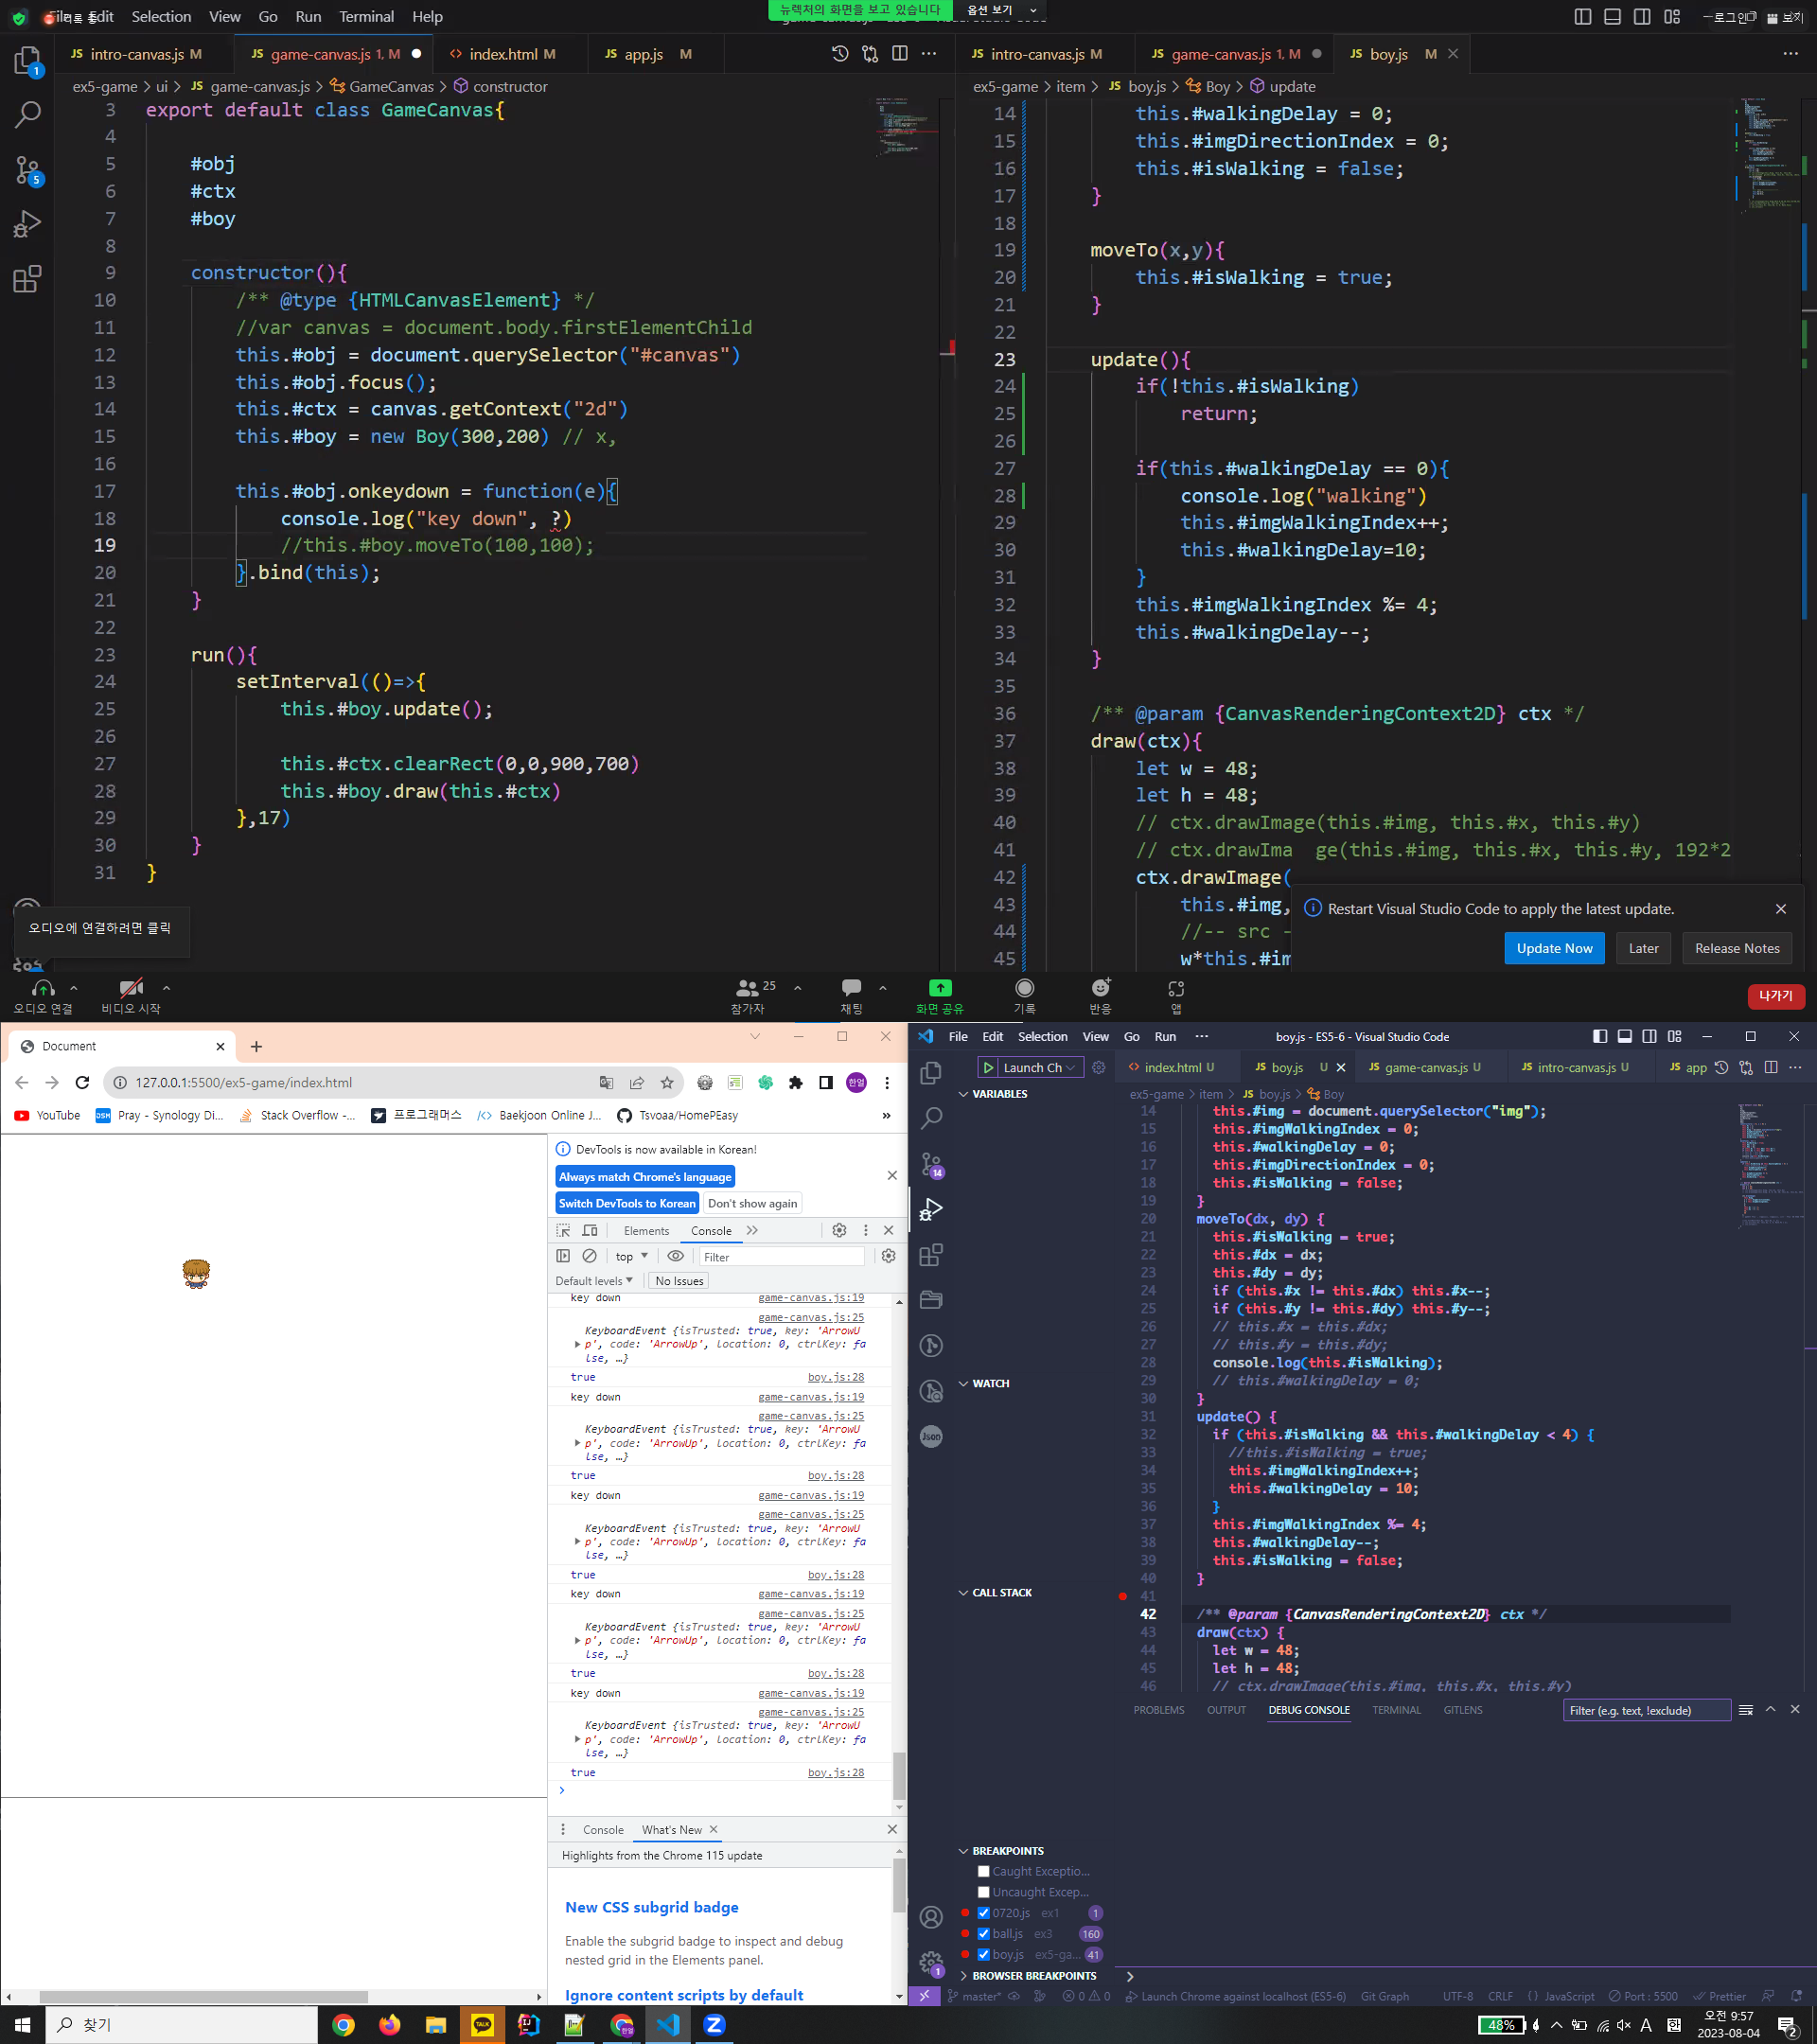 뉴렉처의 화면을 보고 있습니다 옵션 보기
File Edit Selection View Go Run Terminal Help
로그인 보기
intro-canvas.js M game-canvas.js 1, M index.html M app.js M
ex5-game > ui > JS game-canvas.js > GameCanvas > constructor
3 export default class GameCanvas{
4
5 #obj
6 #ctx
7 #boy
8
9 constructor(){
10 /** @type {HTMLCanvasElement} */
11 //var canvas = document.body.firstElementChild
12 this.#obj = document.querySelector("#canvas")
13 this.#obj.focus();
14 this.#ctx = canvas.getContext("2d")
15 this.#boy = new Boy(300,200) // x,
16
17 this.#obj.onkeydown = function(e){
18 console.log("key down", ?)
19 //this.#boy.moveTo(100,100);
20 }.bind(this);
21 }
22
23 run(){
24 setInterval(()=>{
25 this.#boy.update();
26
27 this.#ctx.clearRect(0,0,900,700)
28 this.#boy.draw(this.#ctx)
29 },17)
30 }
31 }
오디오에 연결하려면 클릭
intro-canvas.js M game-canvas.js 1, M boy.js M
ex5-game > item > JS boy.js > Boy > update
14 this.#walkingDelay = 0;
15 this.#imgDirectionIndex = 0;
16 this.#isWalking = false;
17 }
18
19 moveTo(x,y){
20 this.#isWalking = true;
21 }
22
23 update(){
24 if(!this.#isWalking)
25 return;
26
27 if(this.#walkingDelay == 0){
28 console.log("walking")
29 this.#imgWalkingIndex++;
30 this.#walkingDelay=10;
31 }
32 this.#imgWalkingIndex %= 4;
33 this.#walkingDelay--;
34 }
35
36 /** @param {CanvasRenderingContext2D} ctx */
37 draw(ctx){
38 let w = 48;
39 let h = 48;
40 // ctx.drawImage(this.#img, this.#x, this.#y)
41 // ctx.drawIma ge(this.#img, this.#x, this.#y, 192*2
42 ctx.drawImage(
43 this.#img,
44 //-- src -
45 w*this.#im
Restart Visual Studio Code to apply the latest update.
Update Now Later Release Notes
오디오 연결 비디오 시작 참가자 25 채팅 화면 공유 기록 반응 앱 나가기
Document
127.0.0.1:5500/ex5-game/index.html
한열
YouTube Pray - Synology Di... Stack Overflow -... 프로그래머스 Baekjoon Online J... Tsvoaa/HomePEasy »
DevTools is now available in Korean!
Always match Chrome's language
Switch DevTools to Korean Don't show again
Elements Console
top Filter
Default levels No Issues
key down game-canvas.js:19
game-canvas.js:25
KeyboardEvent {isTrusted: true, key: 'ArrowU
p', code: 'ArrowUp', location: 0, ctrlKey: fa
lse, …}
true boy.js:28
key down game-canvas.js:19
game-canvas.js:25
KeyboardEvent {isTrusted: true, key: 'ArrowU
p', code: 'ArrowUp', location: 0, ctrlKey: fa
lse, …}
true boy.js:28
key down game-canvas.js:19
game-canvas.js:25
KeyboardEvent {isTrusted: true, key: 'ArrowU
p', code: 'ArrowUp', location: 0, ctrlKey: fa
lse, …}
true boy.js:28
key down game-canvas.js:19
game-canvas.js:25
KeyboardEvent {isTrusted: true, key: 'ArrowU
p', code: 'ArrowUp', location: 0, ctrlKey: fa
lse, …}
true boy.js:28
key down game-canvas.js:19
game-canvas.js:25
KeyboardEvent {isTrusted: true, key: 'ArrowU
p', code: 'ArrowUp', location: 0, ctrlKey: fa
lse, …}
true boy.js:28
Console What's New
Highlights from the Chrome 115 update
New CSS subgrid badge
Enable the subgrid badge to inspect and debug
nested grid in the Elements panel.
Ignore content scripts by default
File Edit Selection View Go Run ··· boy.js - ES5-6 - Visual Studio Code
Launch Ch index.html U boy.js U game-canvas.js U intro-canvas.js U app
VARIABLES
WATCH
CALL STACK
ex5-game > item > JS boy.js > Boy
14 this.#img = document.querySelector("img");
15 this.#imgWalkingIndex = 0;
16 this.#walkingDelay = 0;
17 this.#imgDirectionIndex = 0;
18 this.#isWalking = false;
19 }
20 moveTo(dx, dy) {
21 this.#isWalking = true;
22 this.#dx = dx;
23 this.#dy = dy;
24 if (this.#x != this.#dx) this.#x--;
25 if (this.#y != this.#dy) this.#y--;
26 // this.#x = this.#dx;
27 // this.#y = this.#dy;
28 console.log(this.#isWalking);
29 // this.#walkingDelay = 0;
30 }
31 update() {
32 if (this.#isWalking && this.#walkingDelay < 4) {
33 //this.#isWalking = true;
34 this.#imgWalkingIndex++;
35 this.#walkingDelay = 10;
36 }
37 this.#imgWalkingIndex %= 4;
38 this.#walkingDelay--;
39 this.#isWalking = false;
40 }
41
42 /** @param {CanvasRenderingContext2D} ctx */
43 draw(ctx) {
44 let w = 48;
45 let h = 48;
46 // ctx.drawImage(this.#img, this.#x, this.#y)
PROBLEMS OUTPUT DEBUG CONSOLE TERMINAL GITLENS Filter (e.g. text, !exclude)
BREAKPOINTS
Caught Exceptio...
Uncaught Excep...
0720.js ex1 1
ball.js ex3 160
boy.js ex5-ga... 41
BROWSER BREAKPOINTS
master* 0 0 Launch Chrome against localhost (ES5-6) Git Graph UTF-8 CRLF JavaScript Port : 5500 Prettier
찾기
48% A 오전 9:57
2023-08-04